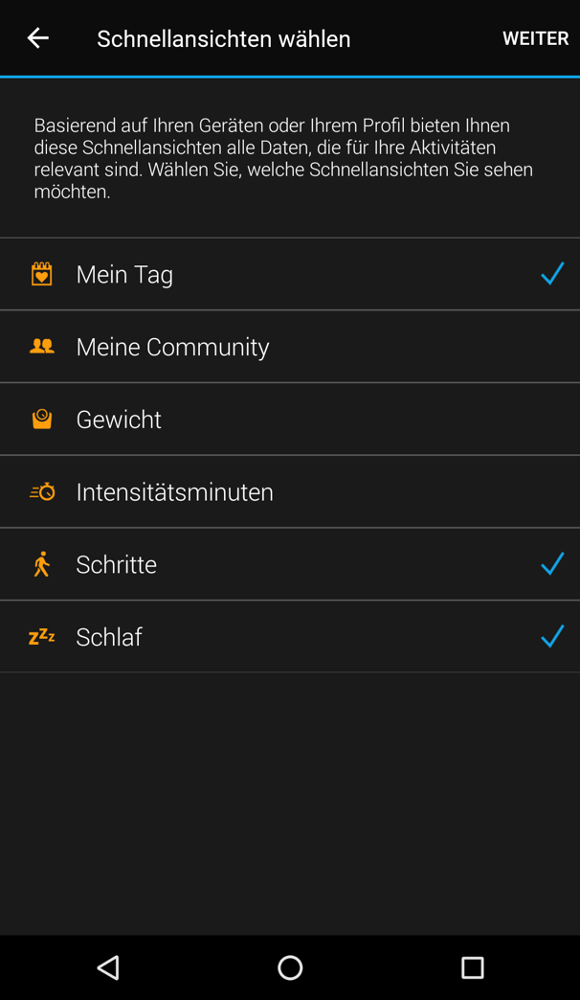 Schnellansichten wählen
WEITER
Basierend auf Ihren Geräten oder Ihrem Profil bieten Ihnen
diese Schnellansichten alle Daten, die für Ihre Aktivitäten
relevant sind. Wählen Sie, welche Schnellansichten Sie sehen
möchten.
Mein Tag
Meine Community
Gewicht
Intensitätsminuten
Schritte
zzz Schlaf